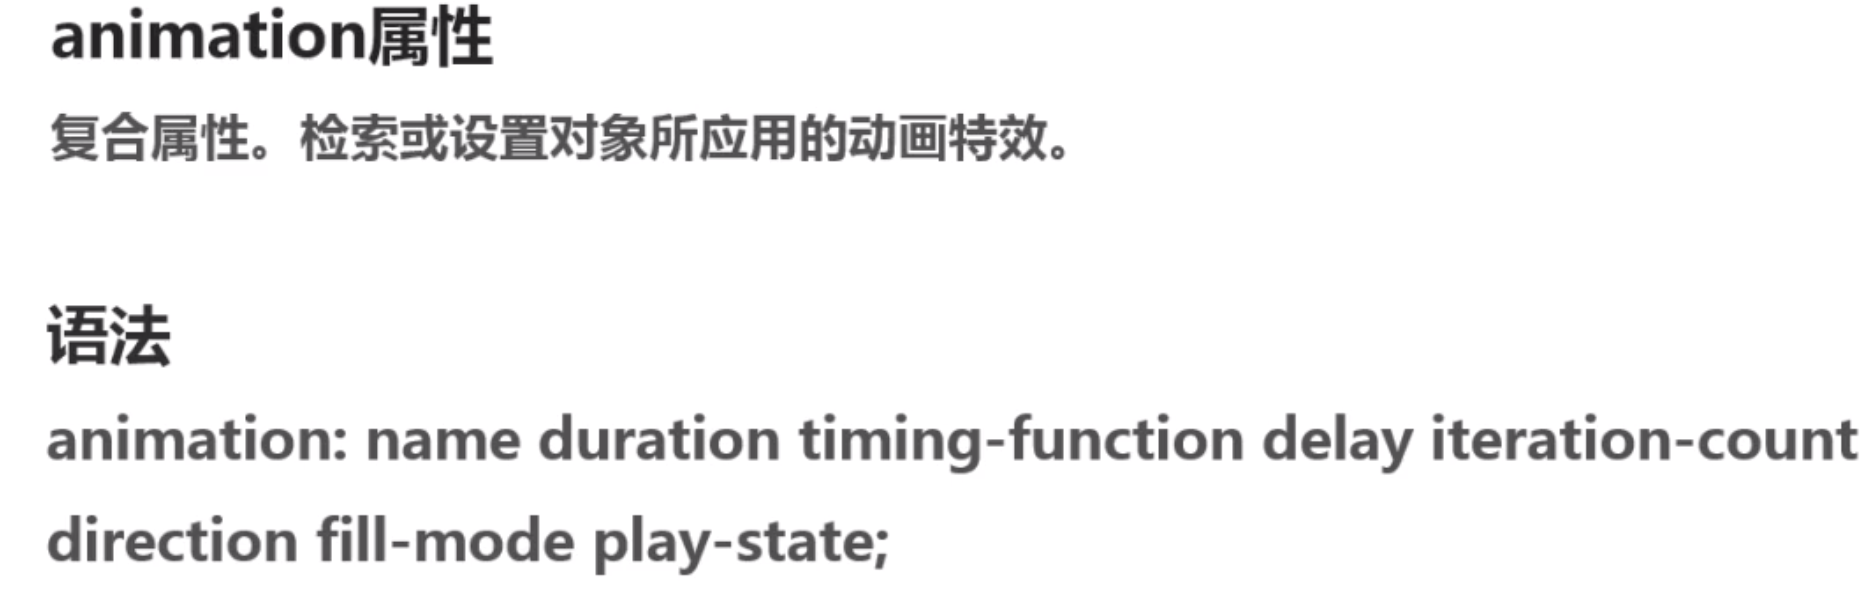 animation属性
复合属性。检索或设置对象所应用的动画特效。
语法
animation: name duration timing-function delay iteration-count
direction fill-mode play-state;